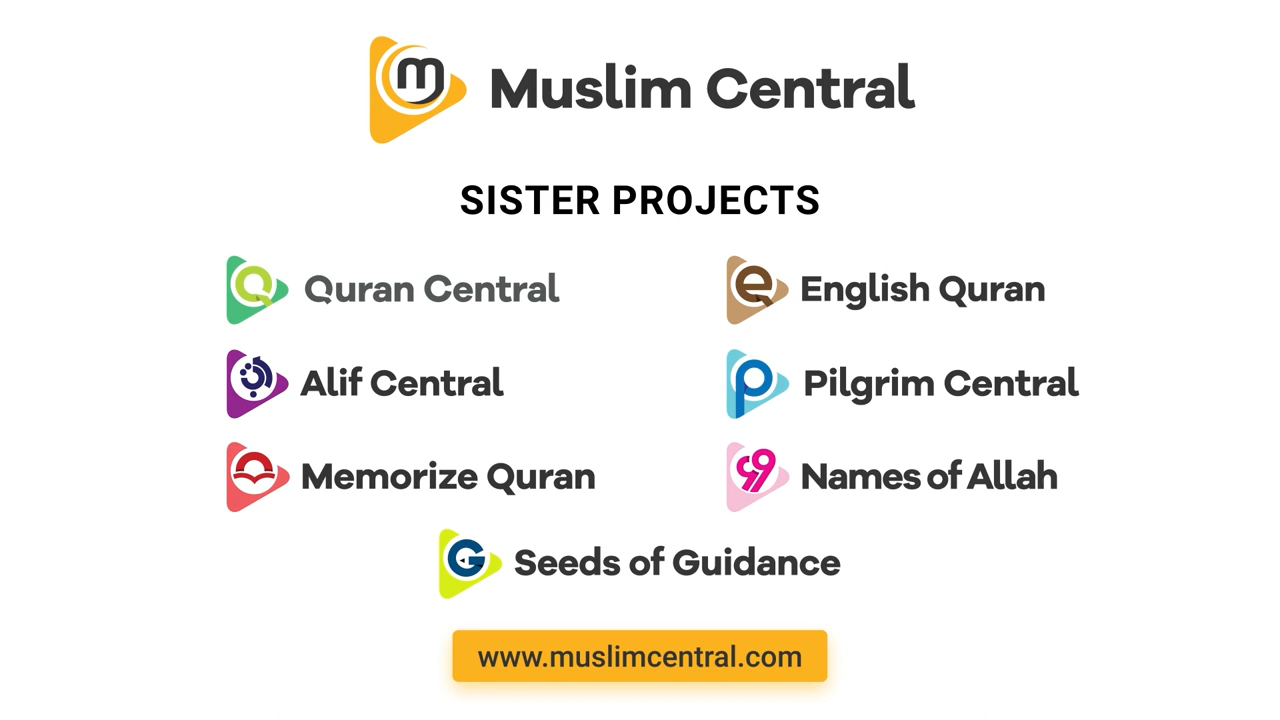 Muslim Central
SISTER PROJECTS
Quran Central
English Quran
Alif Central
Pilgrim Central
Memorize Quran
99 Names of Allah
Seeds of Guidance
www.muslimcentral.com